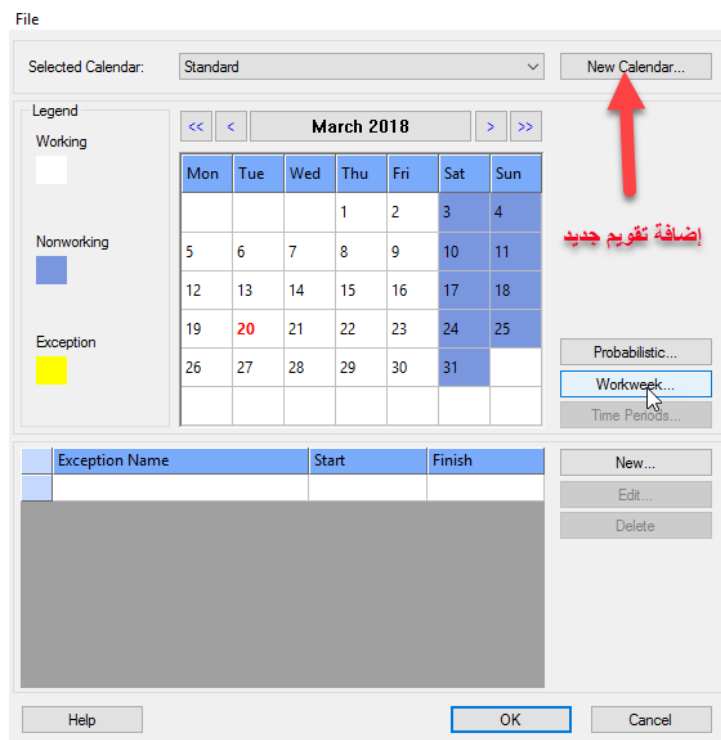 File
Selected Calendar: Standard New Calendar...
Legend
Working
Nonworking
Exception
<< < March 2018 > >>
Mon Tue Wed Thu Fri Sat Sun
1 2 3 4
5 6 7 8 9 10 11
12 13 14 15 16 17 18
19 20 21 22 23 24 25
26 27 28 29 30 31
إضافة تقويم جديد
Probabilistic...
Workweek...
Time Periods...
Exception Name Start Finish
New...
Edit...
Delete
Help OK Cancel